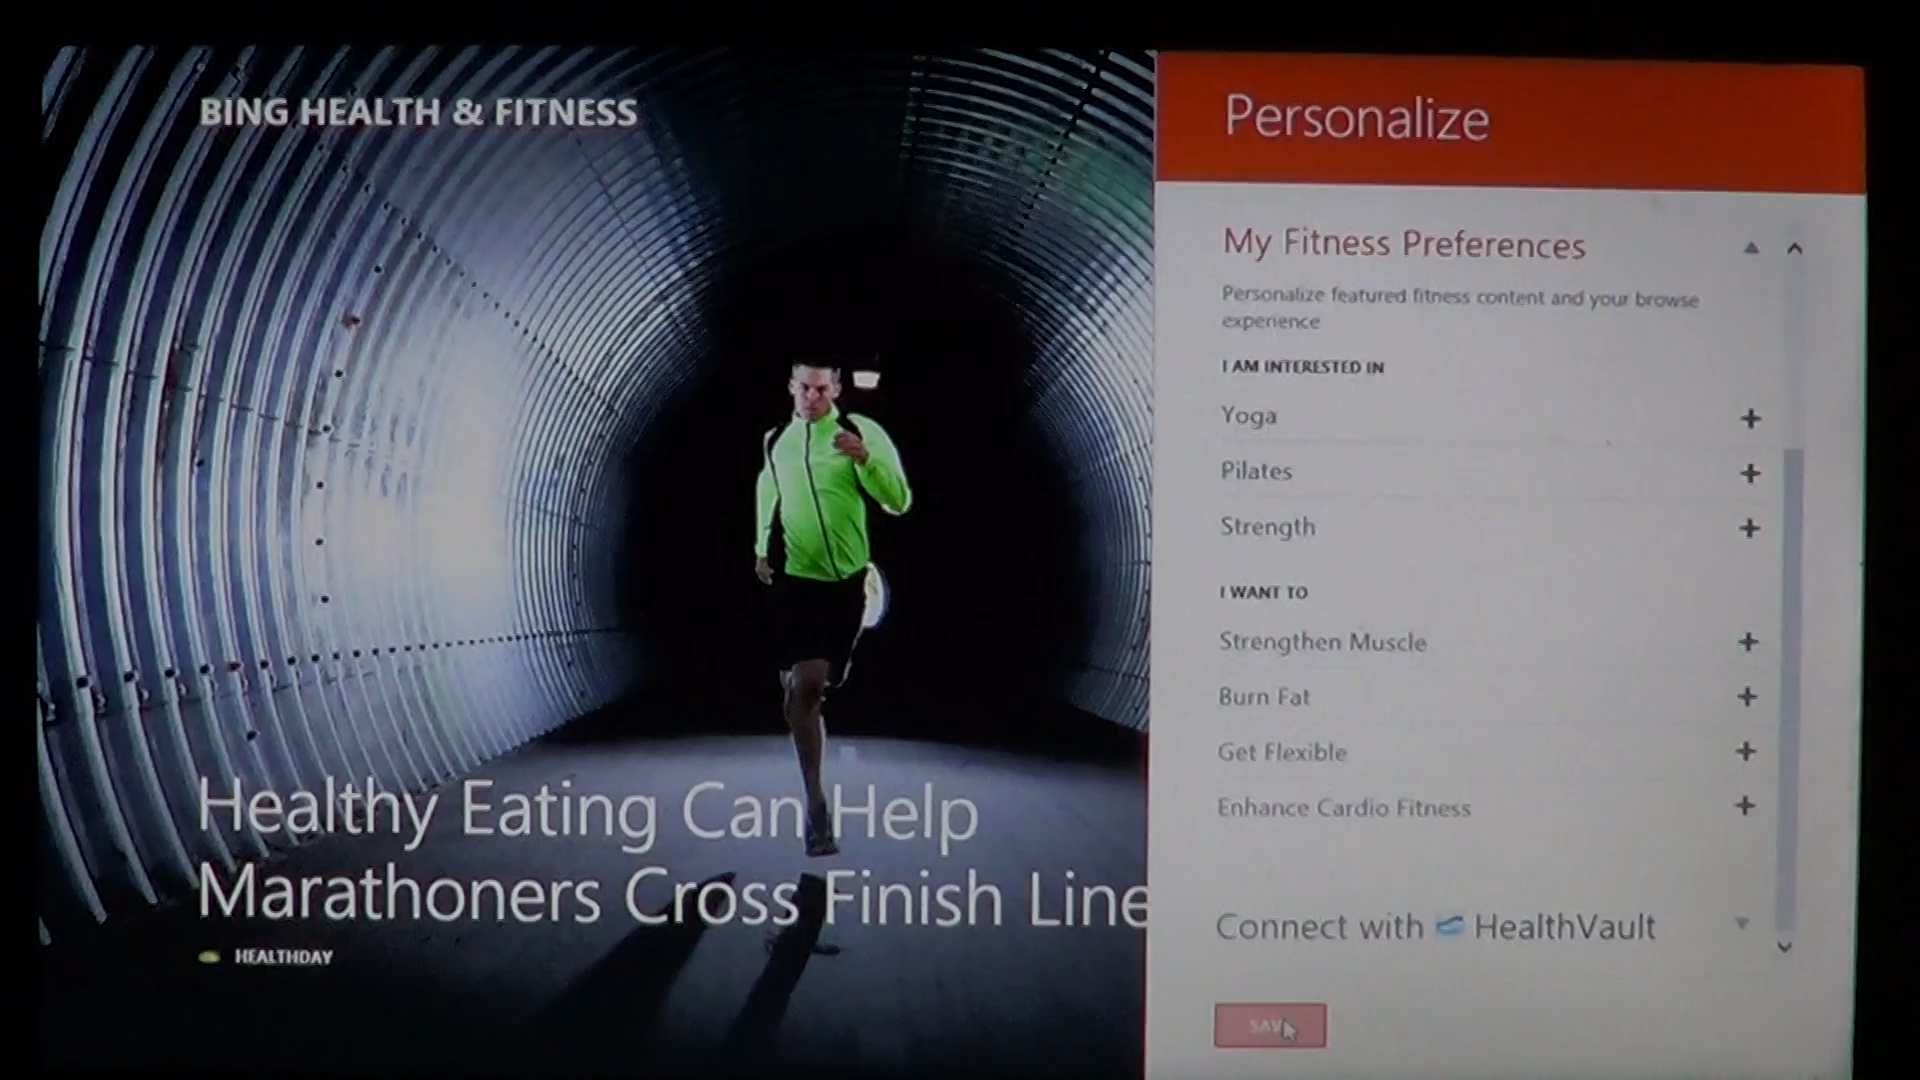 BING HEALTH & FITNESS
Healthy Eating Can Help
Marathoners Cross Finish Line
HEALTHDAY
Personalize
My Fitness Preferences
Personalize featured fitness content and your browse
experience
I AM INTERESTED IN
Yoga
Pilates
Strength
I WANT TO
Strengthen Muscle
Burn Fat
Get Flexible
Enhance Cardio Fitness
Connect with HealthVault